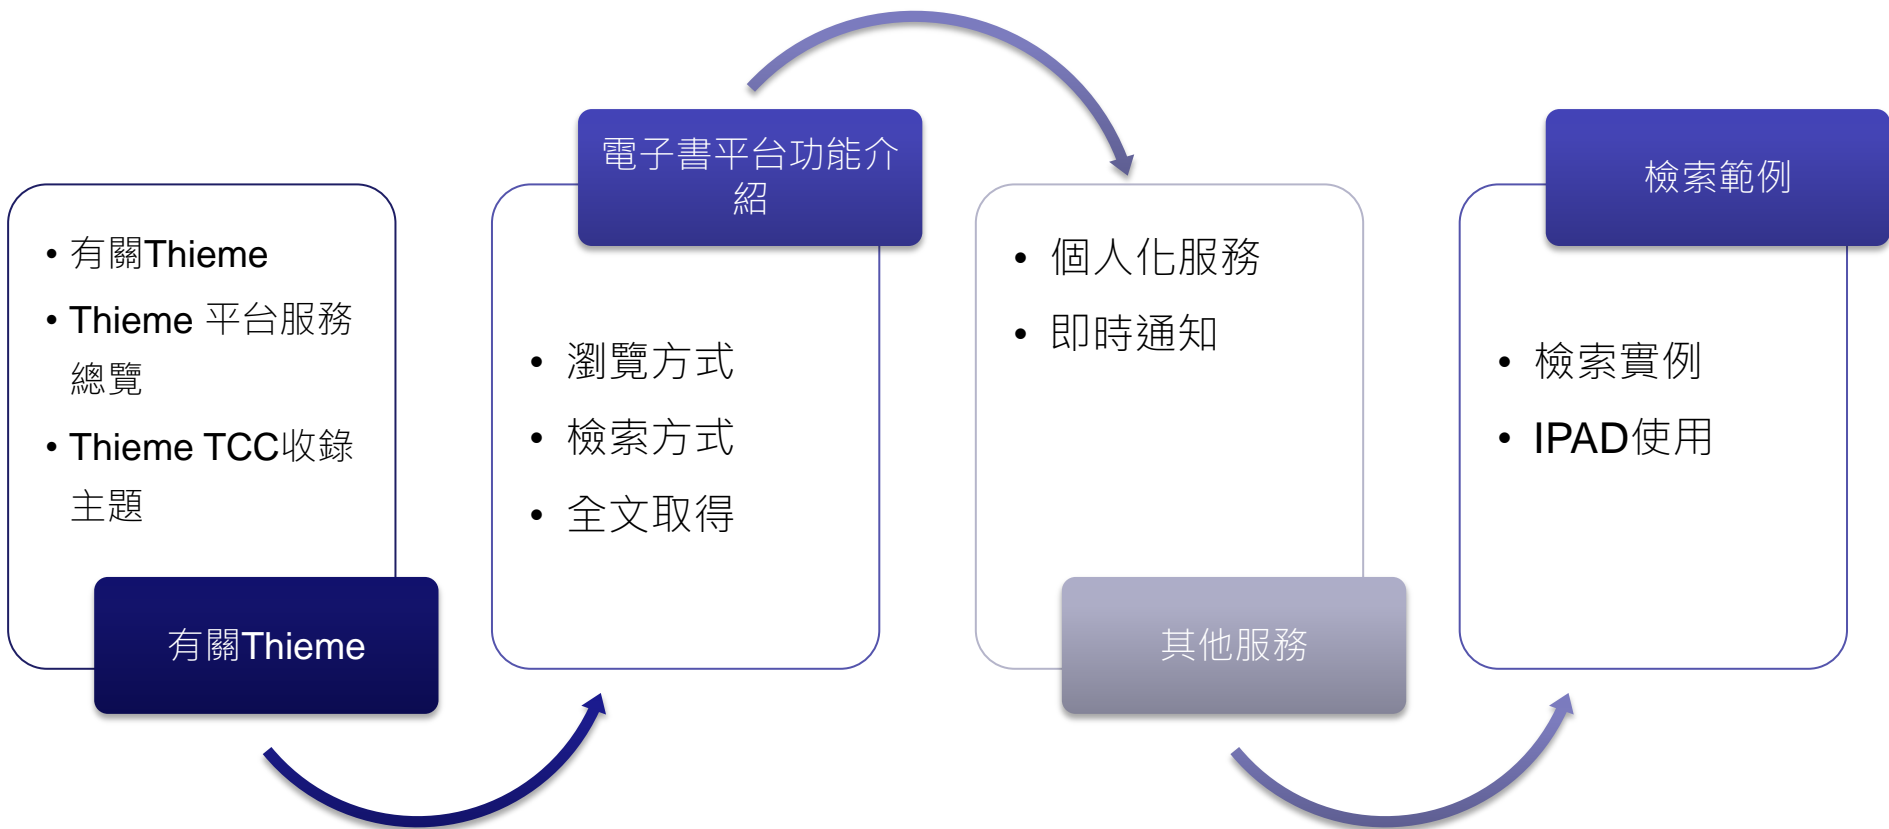 • 有關Thieme
• Thieme 平台服務
總覽
• Thieme TCC收錄
主題
有關Thieme
電子書平台功能介
紹
• 瀏覽方式
• 檢索方式
• 全文取得
• 個人化服務
• 即時通知
其他服務
檢索範例
• 檢索實例
• IPAD使用